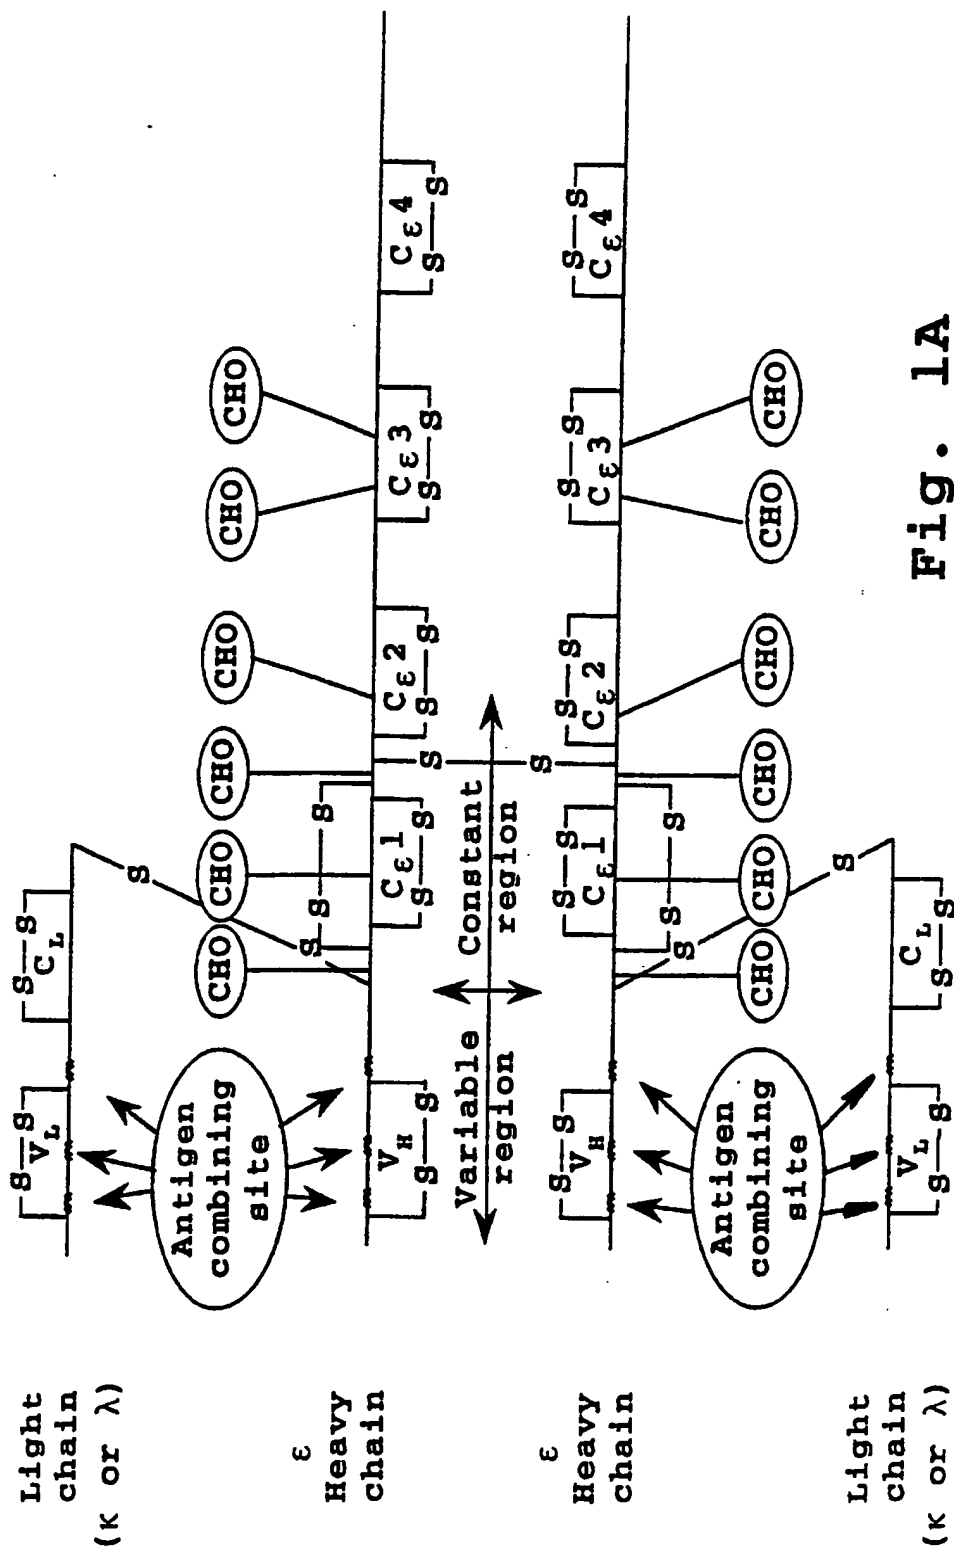 Light
chain
(κ or λ)
S S
V_L
S S
C_L
Antigen
combining
site
S
CHO
CHO
CHO
CHO
CHO
CHO
S
S S
ε
Heavy
chain
V_H
S S
Cε1
S S
Cε2
S S
Cε3
S S
Cε4
S S
Variable
region
Constant
region
S
S
ε
Heavy
chain
S S
V_H
S S
Cε1
S S
Cε2
S S
Cε3
S S
Cε4
S S
S
Antigen
combining
site
CHO
CHO
CHO
CHO
CHO
CHO
S
Light
chain
(κ or λ)
V_L
S S
C_L
S S
Fig. 1A